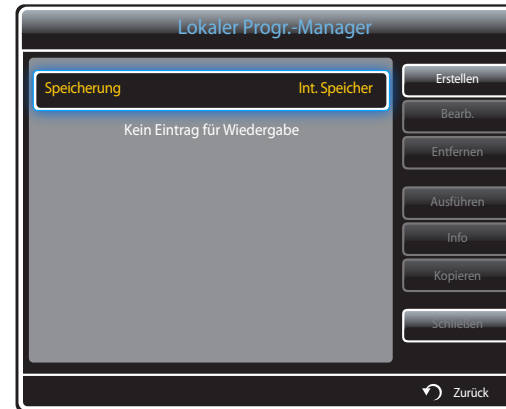 Lokaler Progr.-Manager
Speicherung Int. Speicher
Kein Eintrag für Wiedergabe
Erstellen
Bearb.
Entfernen
Ausführen
Info
Kopieren
Schließen
Zurück